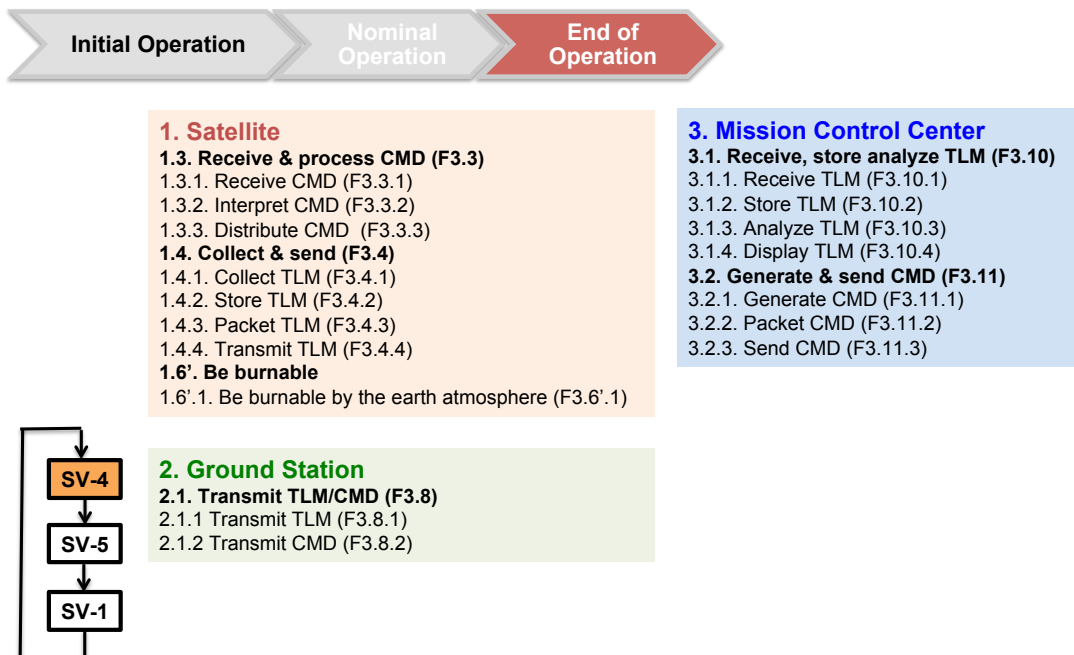 Initial Operation
Nominal
Operation
End of
Operation
1. Satellite
1.3. Receive & process CMD (F3.3)
1.3.1. Receive CMD (F3.3.1)
1.3.2. Interpret CMD (F3.3.2)
1.3.3. Distribute CMD (F3.3.3)
1.4. Collect & send (F3.4)
1.4.1. Collect TLM (F3.4.1)
1.4.2. Store TLM (F3.4.2)
1.4.3. Packet TLM (F3.4.3)
1.4.4. Transmit TLM (F3.4.4)
1.6’. Be burnable
1.6’.1. Be burnable by the earth atmosphere (F3.6’.1)
3. Mission Control Center
3.1. Receive, store analyze TLM (F3.10)
3.1.1. Receive TLM (F3.10.1)
3.1.2. Store TLM (F3.10.2)
3.1.3. Analyze TLM (F3.10.3)
3.1.4. Display TLM (F3.10.4)
3.2. Generate & send CMD (F3.11)
3.2.1. Generate CMD (F3.11.1)
3.2.2. Packet CMD (F3.11.2)
3.2.3. Send CMD (F3.11.3)
SV-4
SV-5
SV-1
2. Ground Station
2.1. Transmit TLM/CMD (F3.8)
2.1.1 Transmit TLM (F3.8.1)
2.1.2 Transmit CMD (F3.8.2)